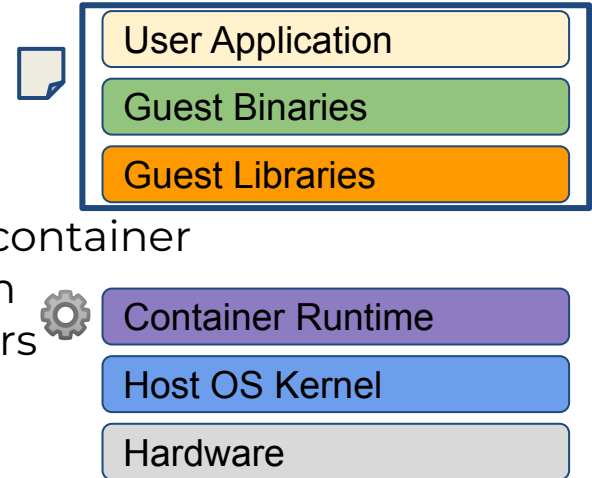 User Application
Guest Binaries
Guest Libraries
container
Container Runtime
Host OS Kernel
Hardware